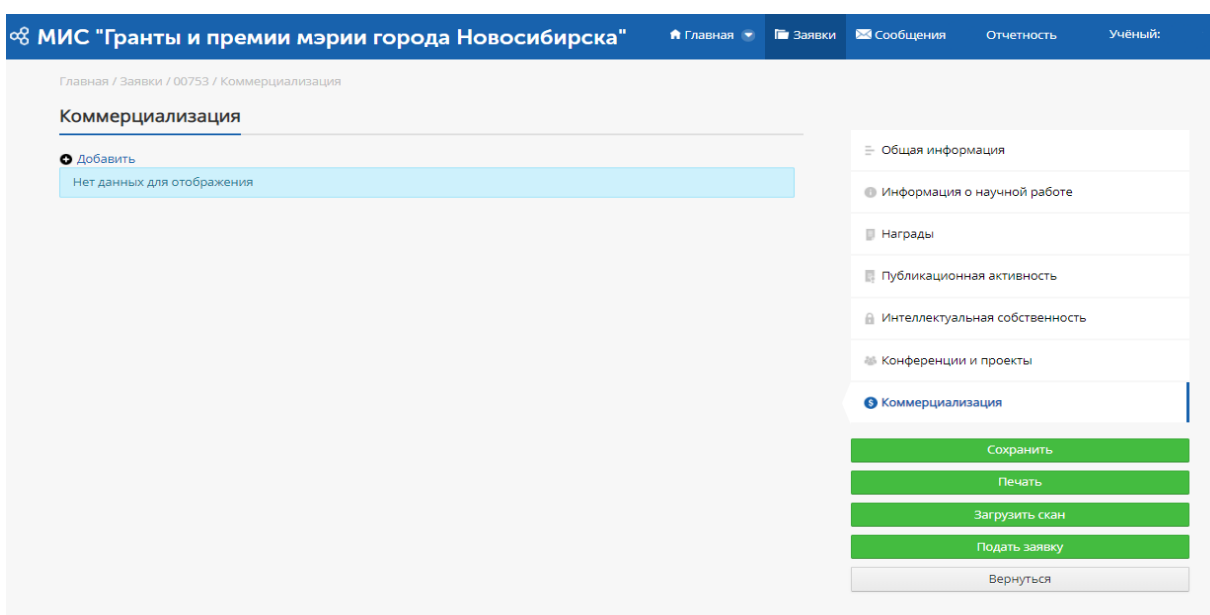 МИС "Гранты и премии мэрии города Новосибирска" Главная Заявки Сообщения Отчетность Учёный:
Главная / Заявки / 00753 / Коммерциализация
Коммерциализация
Добавить
Нет данных для отображения
Общая информация
Информация о научной работе
Награды
Публикационная активность
Интеллектуальная собственность
Конференции и проекты
Коммерциализация
Сохранить
Печать
Загрузить скан
Подать заявку
Вернуться